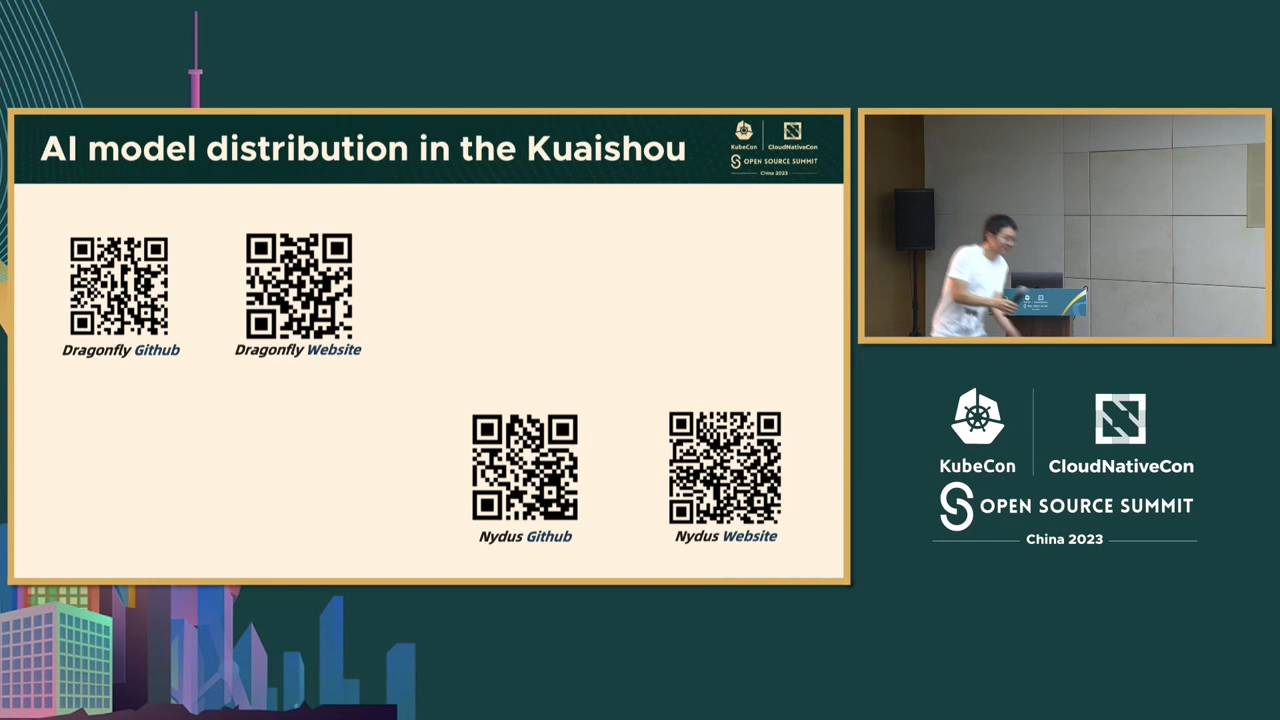 AI model distribution in the Kuaishou
KubeCon
CloudNativeCon
OPEN SOURCE SUMMIT
China 2023
Dragonfly Github
Dragonfly Website
Nydus Github
Nydus Website
KubeCon
CloudNativeCon
OPEN SOURCE SUMMIT
China 2023